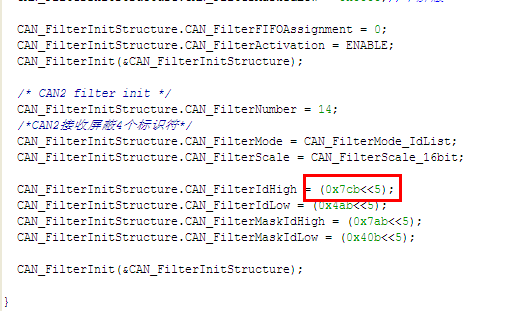 CAN_FilterInitStructure.CAN_FilterFIFOAssignment = 0;
CAN_FilterInitStructure.CAN_FilterActivation = ENABLE;
CAN_FilterInit(&CAN_FilterInitStructure);
/* CAN2 filter init */
CAN_FilterInitStructure.CAN_FilterNumber = 14;
/*CAN2接收屏蔽4个标识符*/
CAN_FilterInitStructure.CAN_FilterMode = CAN_FilterMode_IdList;
CAN_FilterInitStructure.CAN_FilterScale = CAN_FilterScale_16bit;
CAN_FilterInitStructure.CAN_FilterIdHigh = (0x7cb<<5);
CAN_FilterInitStructure.CAN_FilterIdLow = (0x4ab<<5);
CAN_FilterInitStructure.CAN_FilterMaskIdHigh = (0x7ab<<5);
CAN_FilterInitStructure.CAN_FilterMaskIdLow = (0x40b<<5);
CAN_FilterInit(&CAN_FilterInitStructure);
}